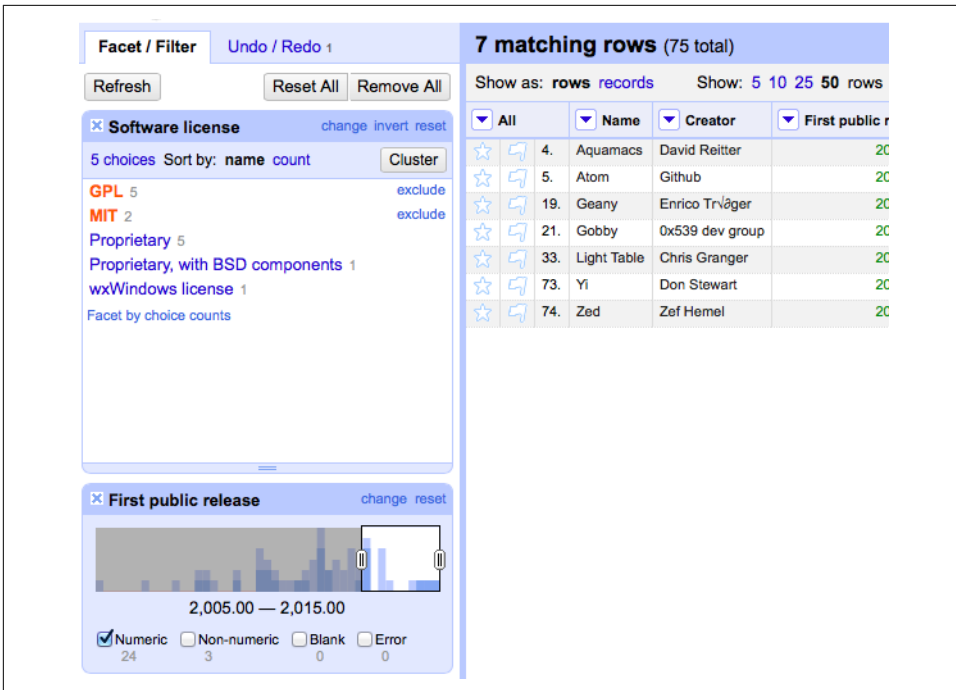 Facet / Filter
Undo / Redo 1
Refresh
Reset All
Remove All
Software license
change invert reset
5 choices Sort by: name count
Cluster
GPL 5
exclude
MIT 2
exclude
Proprietary 5
Proprietary, with BSD components 1
wxWindows license 1
Facet by choice counts
First public release
change reset
2,005.00 — 2,015.00
Numeric
Non-numeric
Blank
Error
24
3
0
0
7 matching rows (75 total)
Show as: rows records
Show: 5 10 25 50 rows
All
Name
Creator
First public r
4. Aquamacs David Reitter 20
5. Atom Github 20
19. Geany Enrico Tr√ager 20
21. Gobby 0x539 dev group 20
33. Light Table Chris Granger 20
73. Yi Don Stewart 20
74. Zed Zef Hemel 20